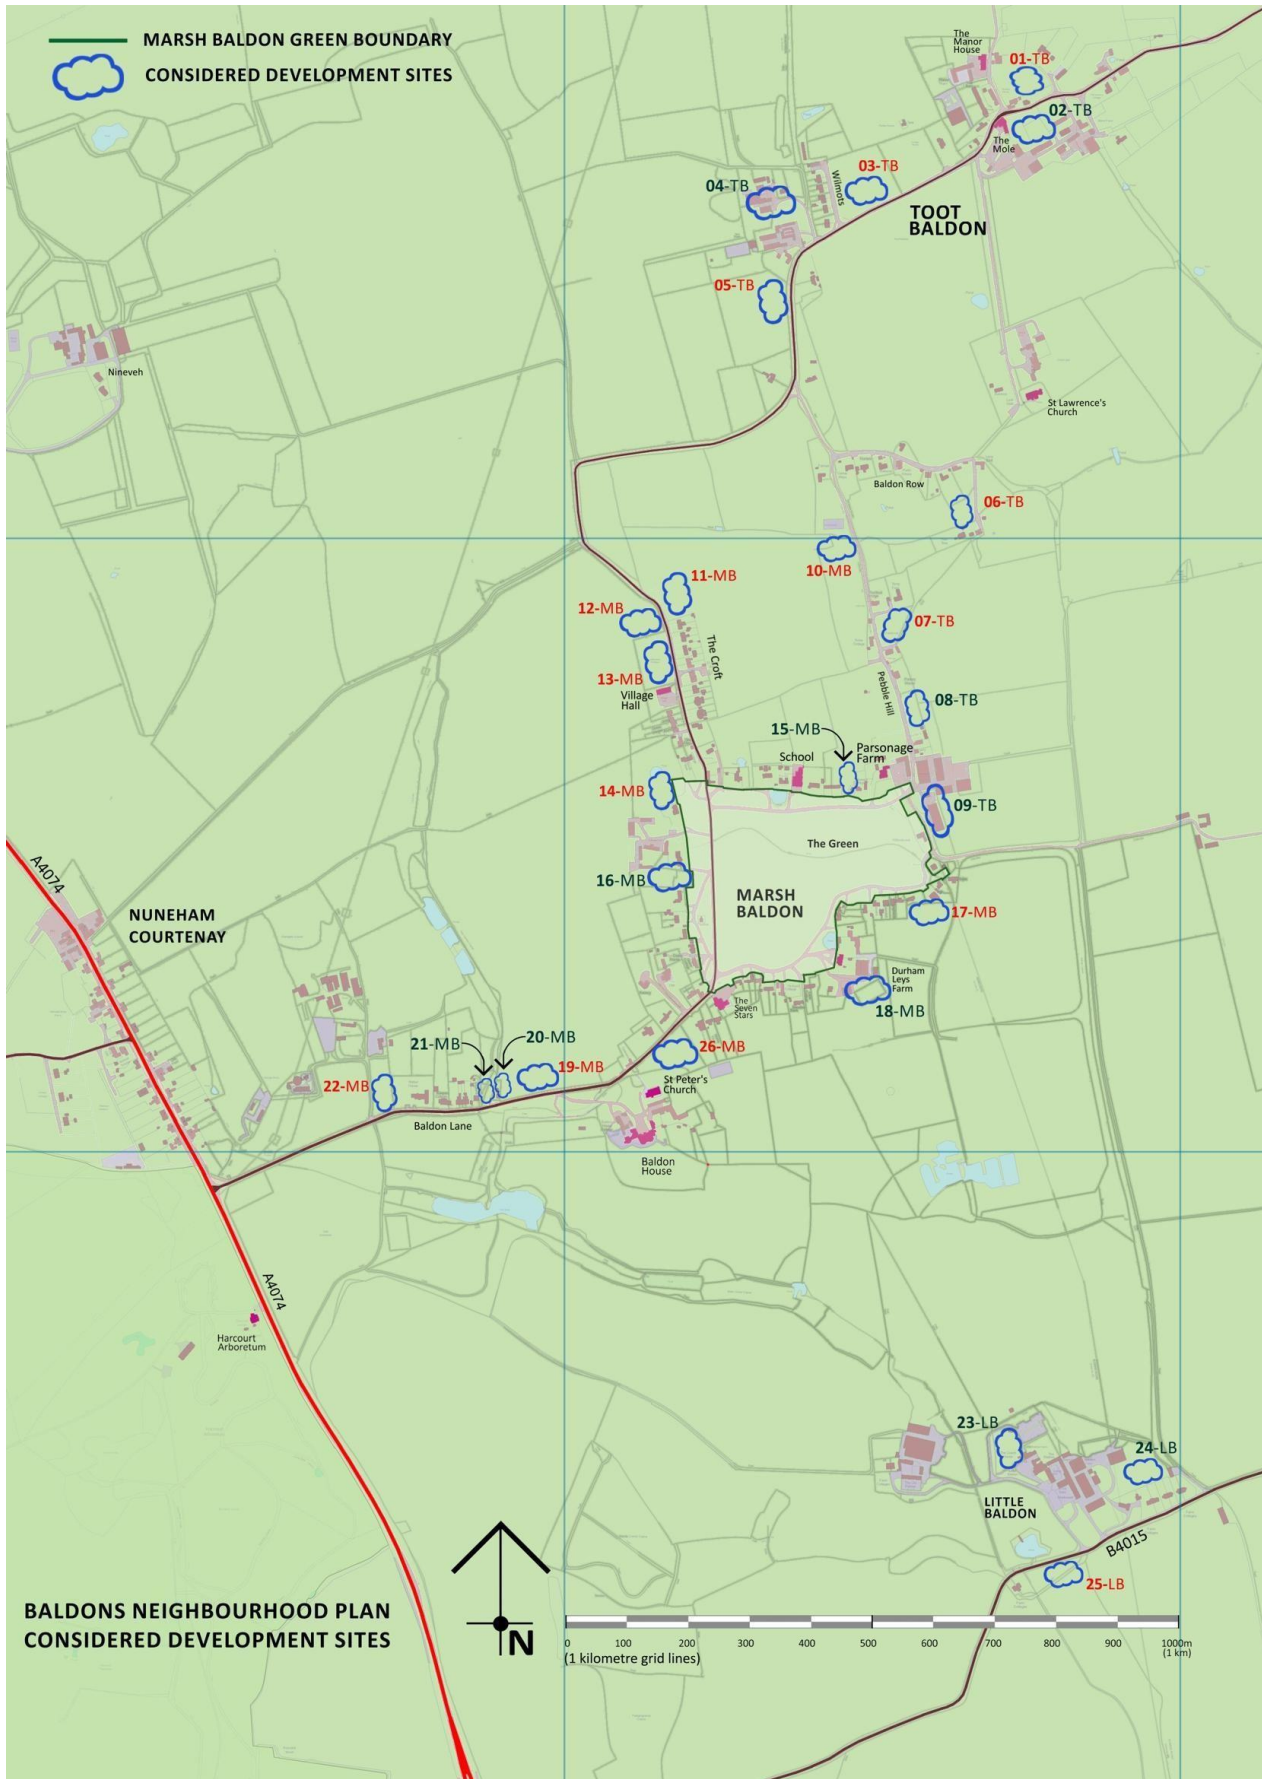 MARSH BALDON GREEN BOUNDARY
CONSIDERED DEVELOPMENT SITES
The
Manor
House
01-TB
02-TB
The
Mole
03-TB
Wilmots
04-TB
TOOT
BALDON
05-TB
Nineveh
St Lawrence's
Church
Baldon Row
06-TB
10-MB
11-MB
12-MB
07-TB
The Croft
13-MB
Village
Hall
Pebble Hill
08-TB
15-MB
Parsonage
Farm
School
14-MB
09-TB
The Green
A4074
16-MB
MARSH
BALDON
NUNEHAM
COURTENAY
17-MB
Durham
Leys
Farm
The
Seven
Stars
18-MB
21-MB
20-MB
26-MB
19-MB
22-MB
St Peter's
Church
Baldon Lane
Baldon
House
A4074
Harcourt
Arboretum
23-LB
24-LB
LITTLE
BALDON
B4015
25-LB
BALDONS NEIGHBOURHOOD PLAN
CONSIDERED DEVELOPMENT SITES
N
0 100 200 300 400 500 600 700 800 900 1000m
(1 km)
(1 kilometre grid lines)